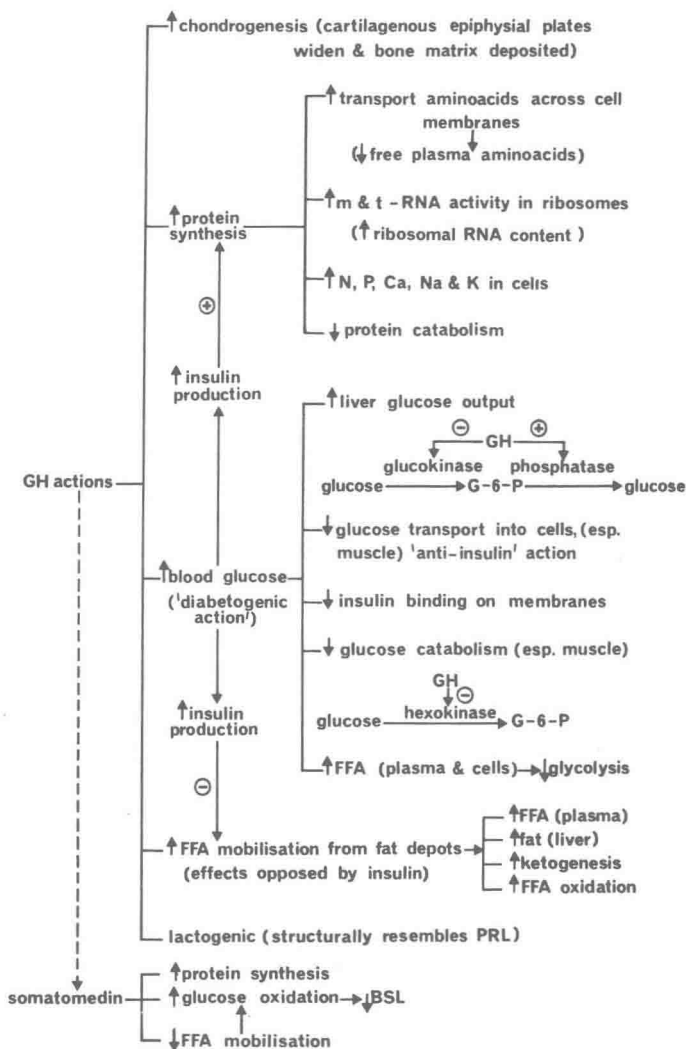 ↑chondrogenesis (cartilagenous epiphysial plates
widen & bone matrix deposited)
↑transport aminoacids across cell
membranes
(↓free plasma aminoacids)
↑m & t-RNA activity in ribosomes
(↑ribosomal RNA content)
↑protein
synthesis
↑N, P, Ca, Na & K in cells
⊕
↓ protein catabolism
↑insulin
production
↑liver glucose output
⊖ GH ⊕
glucokinase phosphatase
glucose → G-6-P → glucose
GH actions
↓glucose transport into cells, (esp.
muscle) 'anti-insulin' action
↑blood glucose
('diabetogenic
action')
↓insulin binding on membranes
↓ glucose catabolism (esp. muscle)
GH
⊖
hexokinase
glucose → G-6-P
↑insulin
production
↑FFA (plasma & cells)→↓glycolysis
⊖
↑FFA mobilisation from fat depots→
(effects opposed by insulin)
↑FFA (plasma)
↑fat (liver)
↑ketogenesis
↑FFA oxidation
lactogenic (structurally resembles PRL)
somatomedin
↑protein synthesis
↑glucose oxidation→↓BSL
↓FFA mobilisation